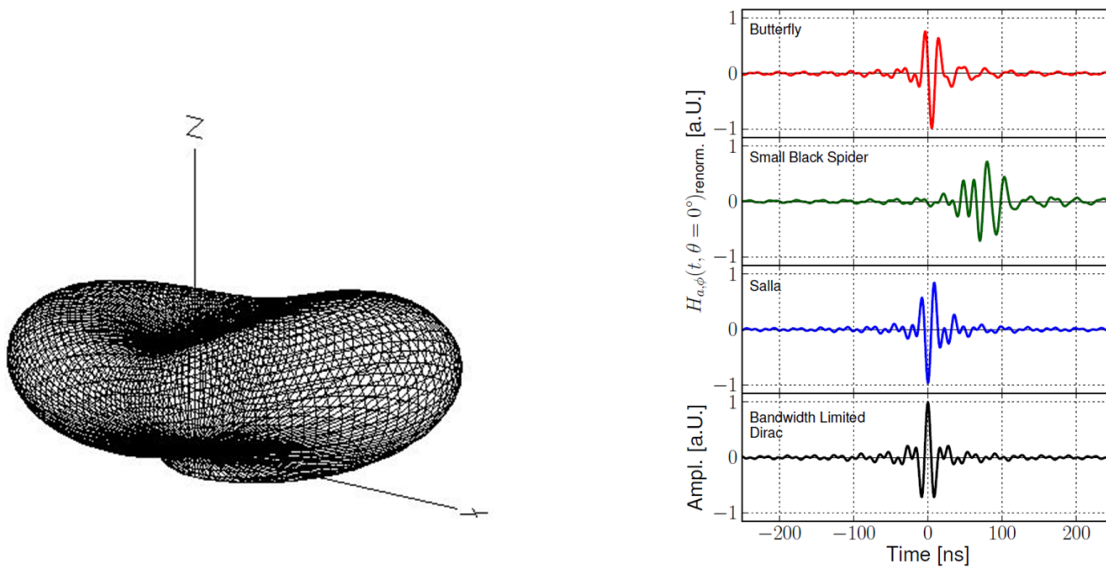 Z
Butterfly
Small Black Spider
Salla
Bandwidth Limited
Dirac
1
0
−1
1
0
−1
1
0
−1
1
0
−1
H_{a,ϕ}(t, θ = 0°)_{renorm.} [a.U.]
Ampl. [a.U.]
−200 −100 0 100 200
Time [ns]